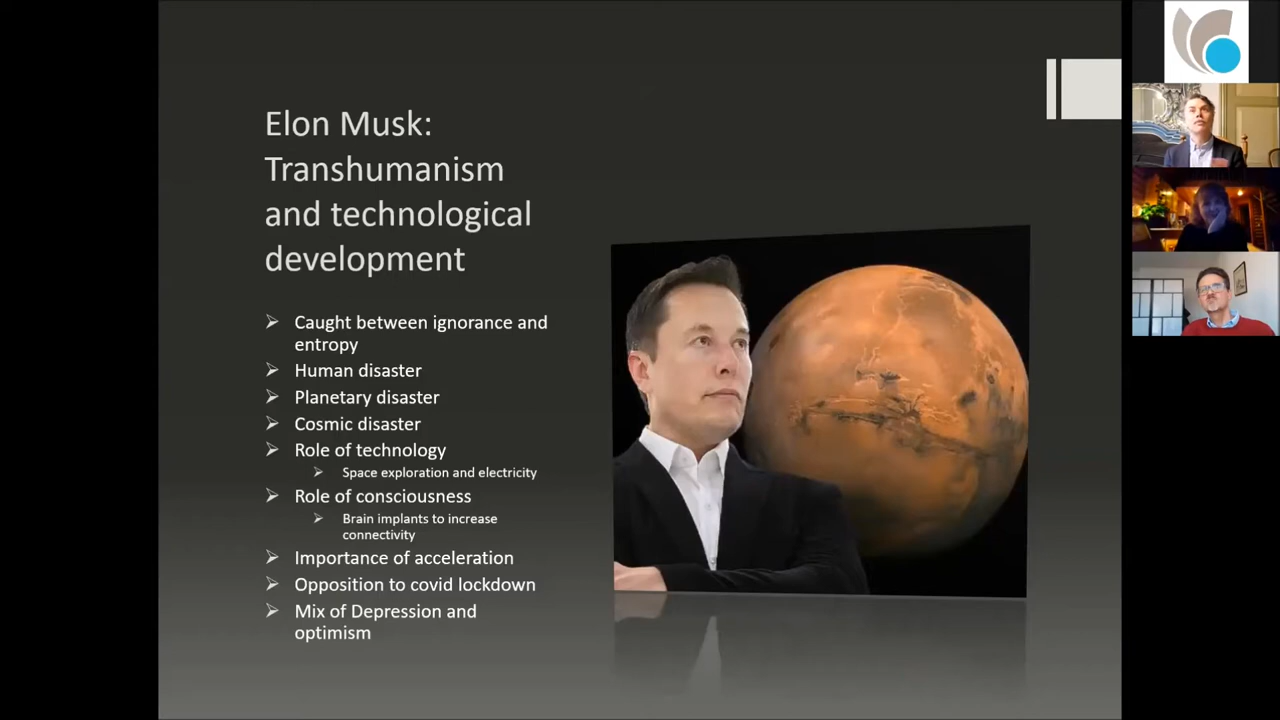 Elon Musk:
Transhumanism
and technological
development
Caught between ignorance and
entropy
Human disaster
Planetary disaster
Cosmic disaster
Role of technology
Space exploration and electricity
Role of consciousness
Brain implants to increase
connectivity
Importance of acceleration
Opposition to covid lockdown
Mix of Depression and
optimism